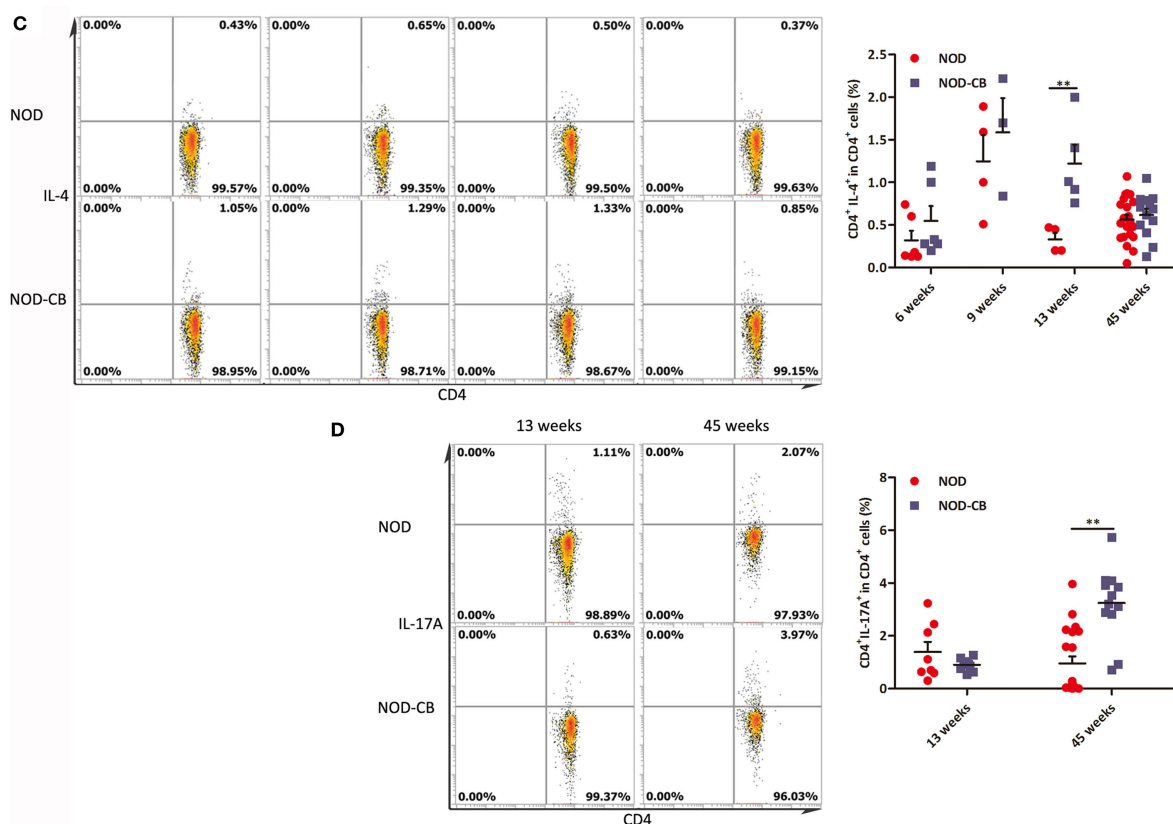 C
0.00% 0.43% 0.00% 0.65% 0.00% 0.50% 0.00% 0.37%
NOD
IL-4
0.00% 99.57% 0.00% 99.35% 0.00% 99.50% 0.00% 99.63%
0.00% 1.05% 0.00% 1.29% 0.00% 1.33% 0.00% 0.85%
NOD-CB
0.00% 98.95% 0.00% 98.71% 0.00% 98.67% 0.00% 99.15%
CD4
CD4⁺ IL-4⁺ in CD4⁺ cells (%)
2.5
2.0
1.5
1.0
0.5
0.0
NOD
NOD-CB
**
6 weeks 9 weeks 13 weeks 45 weeks
D
13 weeks 45 weeks
0.00% 1.11% 0.00% 2.07%
NOD
0.00% 98.89% 0.00% 97.93%
IL-17A
0.00% 0.63% 0.00% 3.97%
NOD-CB
0.00% 99.37% 0.00% 96.03%
CD4
CD4⁺IL-17A⁺ in CD4⁺ cells (%)
8
6
4
2
0
NOD
NOD-CB
**
13 weeks 45 weeks